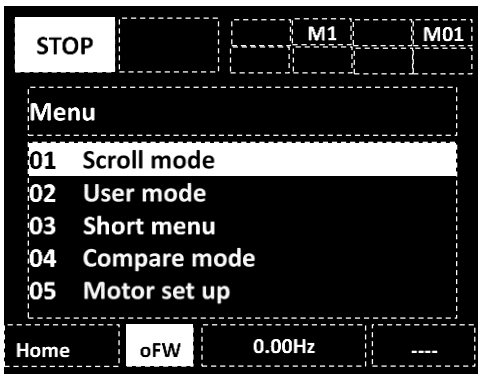 STOP M1 M01
Menu
01 Scroll mode
02 User mode
03 Short menu
04 Compare mode
05 Motor set up
Home oFW 0.00Hz ----